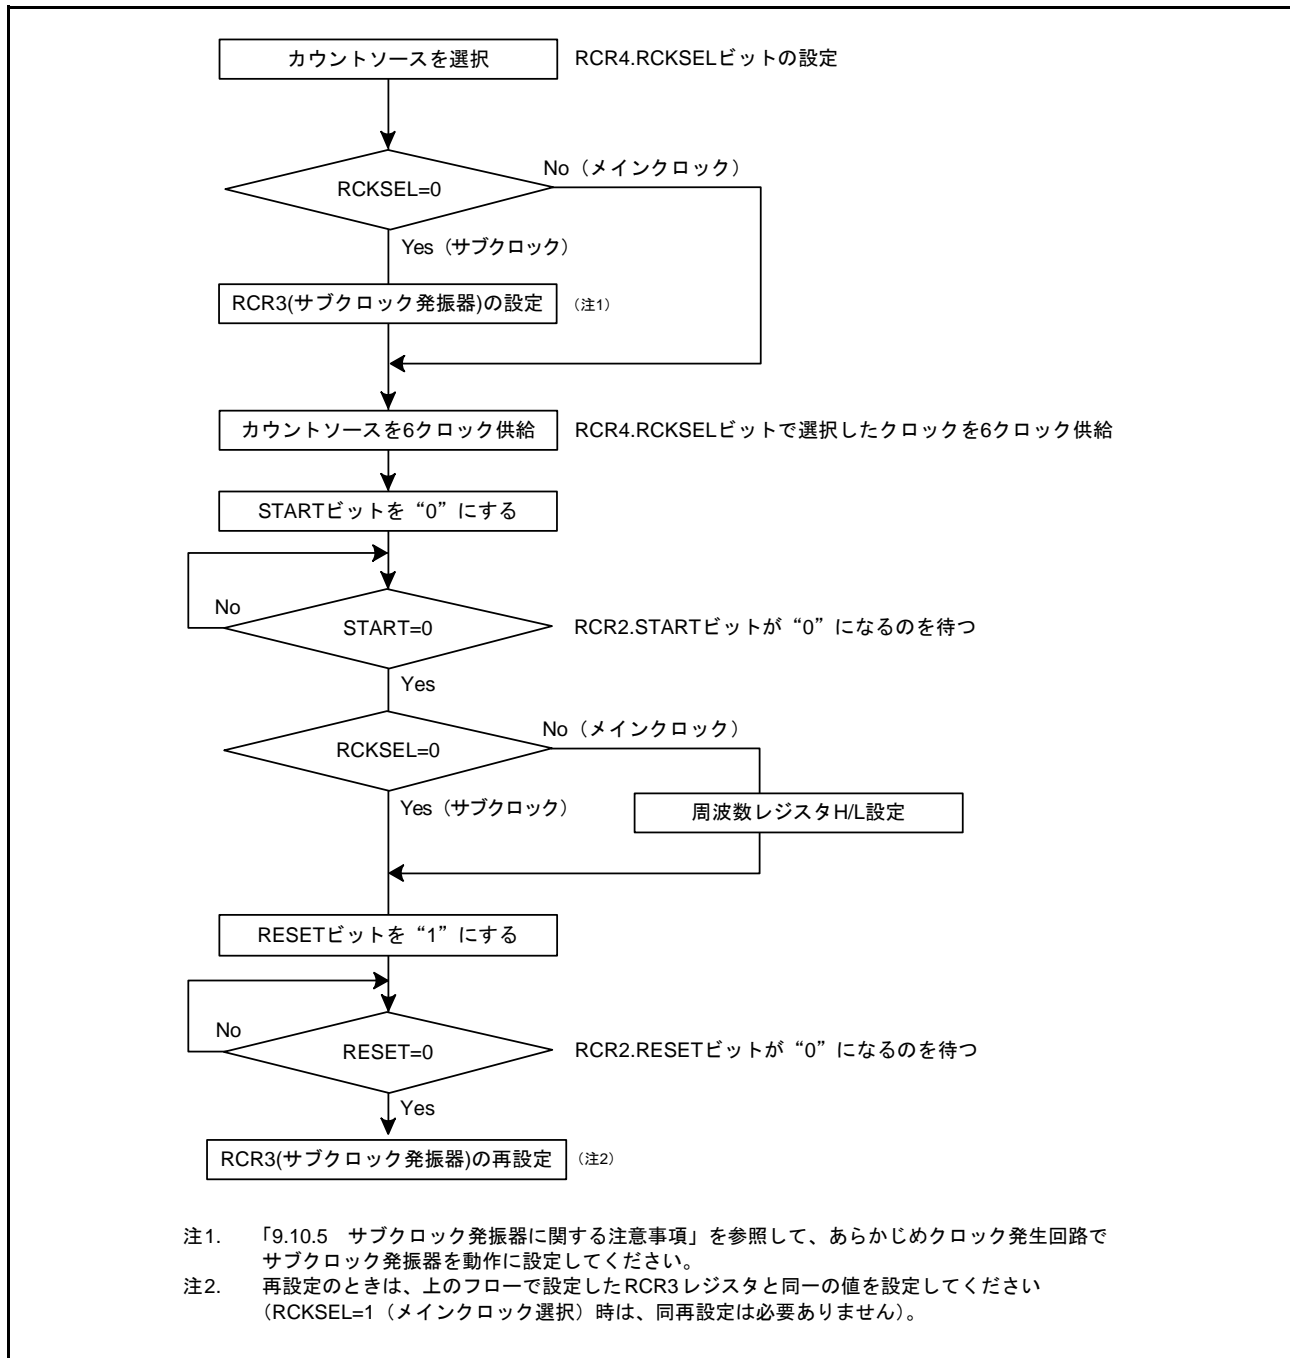 カウントソースを選択 RCR4.RCKSELビットの設定
RCKSEL=0
No（メインクロック）
Yes（サブクロック）
RCR3(サブクロック発振器)の設定 （注1）
カウントソースを6クロック供給 RCR4.RCKSELビットで選択したクロックを6クロック供給
STARTビットを“0”にする
No
START=0 RCR2.STARTビットが“0”になるのを待つ
Yes
RCKSEL=0
No（メインクロック）
Yes（サブクロック）
周波数レジスタH/L設定
RESETビットを“1”にする
No
RESET=0 RCR2.RESETビットが“0”になるのを待つ
Yes
RCR3(サブクロック発振器)の再設定 （注2）
注1. 「9.10.5 サブクロック発振器に関する注意事項」を参照して、あらかじめクロック発生回路で
サブクロック発振器を動作に設定してください。
注2. 再設定のときは、上のフローで設定したRCR3レジスタと同一の値を設定してください
（RCKSEL=1（メインクロック選択）時は、同再設定は必要ありません）。